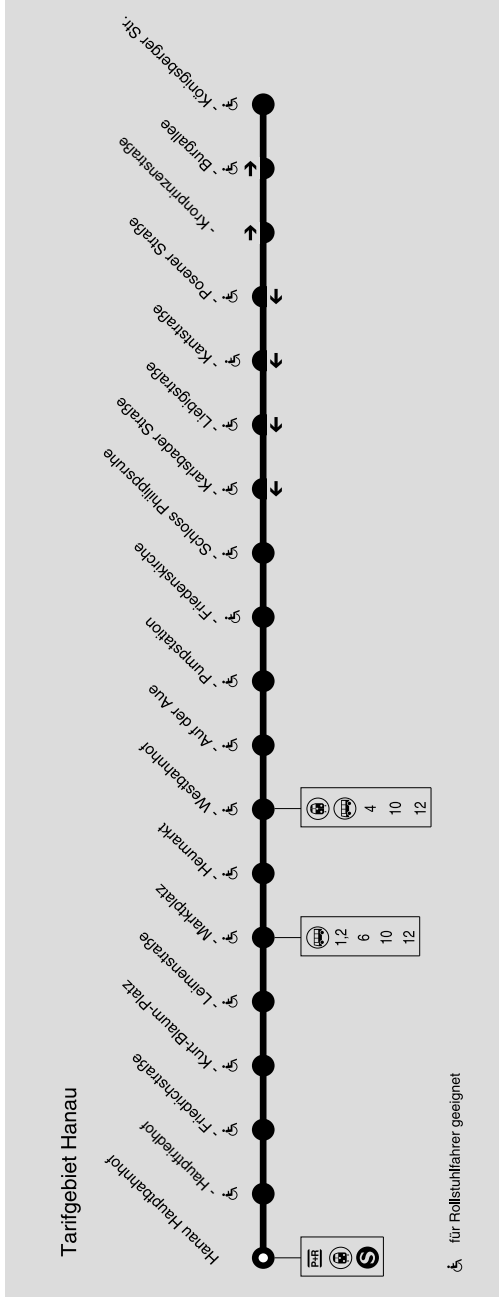 Tarifgebiet Hanau
Hanau Hauptbahnhof
- Hauptfriedhof
- Friedrichstraße
- Kurt-Blaum-Platz
- Leimenstraße
- Marktplatz
- Heumarkt
- Westbahnhof
- Auf der Aue
- Pumpstation
- Friedenskirche
- Schloss Philippsruhe
- Karlsbader Straße
- Liebigstraße
- Kantstraße
- Posener Straße
- Kronprinzenstraße
- Burgallee
- Königsberger Str.
P+R
S
1,2
6
10
12
4
10
12
für Rollstuhlfahrer geeignet